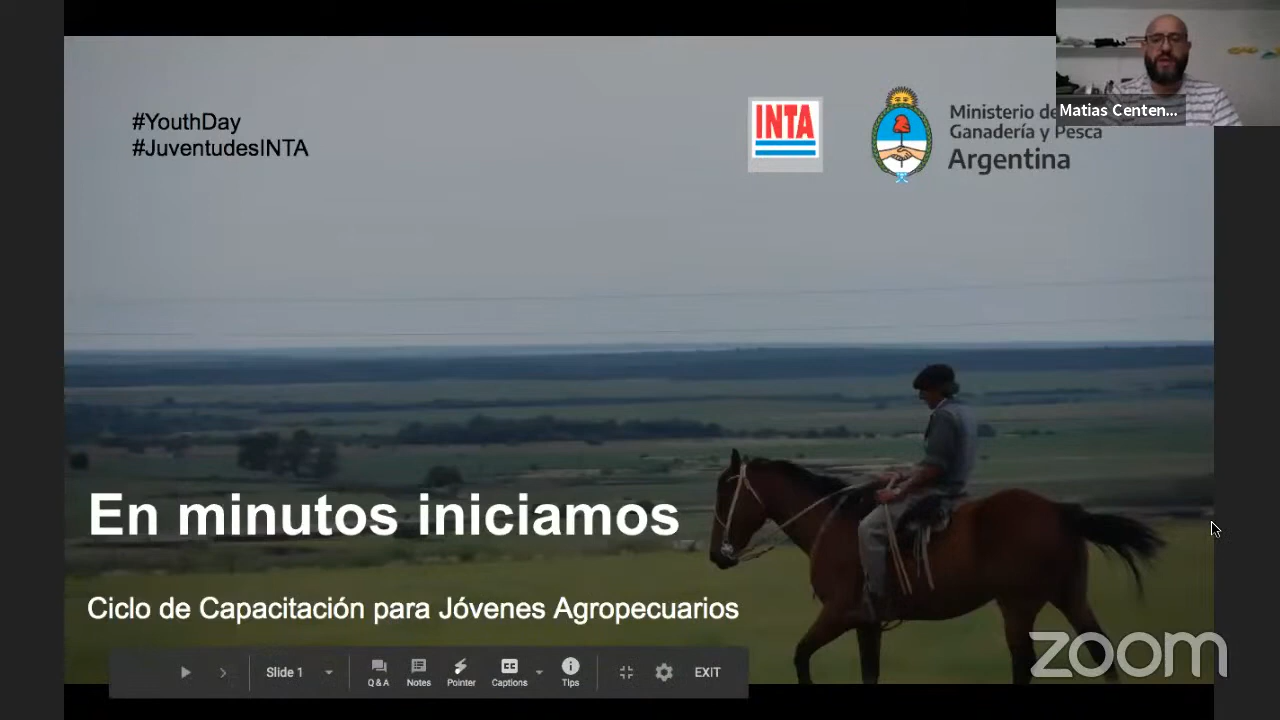 #YouthDay
#JuventudesINTA
INTA
Ministerio de
Ganadería y Pesca
Argentina
Matias Centen...
En minutos iniciamos
Ciclo de Capacitación para Jóvenes Agropecuarios
Slide 1
Q & A
Notes
Pointer
CC
Captions
Tips
EXIT
zoom